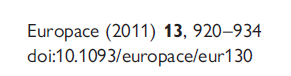 Europace (2011) 13, 920–934
doi:10.1093/europace/eur130